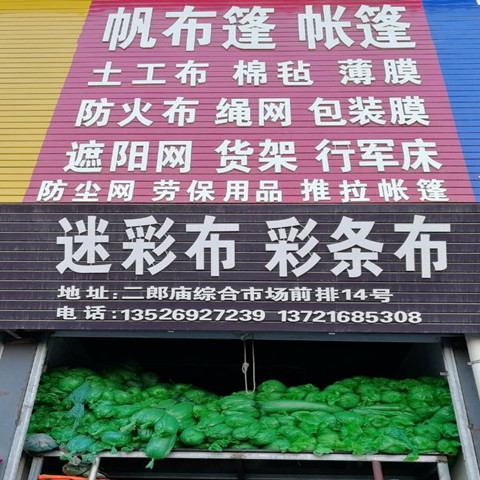 帆布篷 帐篷
土工布 棉毡 薄膜
防火布 绳网 包装膜
遮阳网 货架 行军床
防尘网 劳保用品 推拉帐篷
迷彩布 彩条布
地址:二郎庙综合市场前排14号
电话:13526927239 13721685308